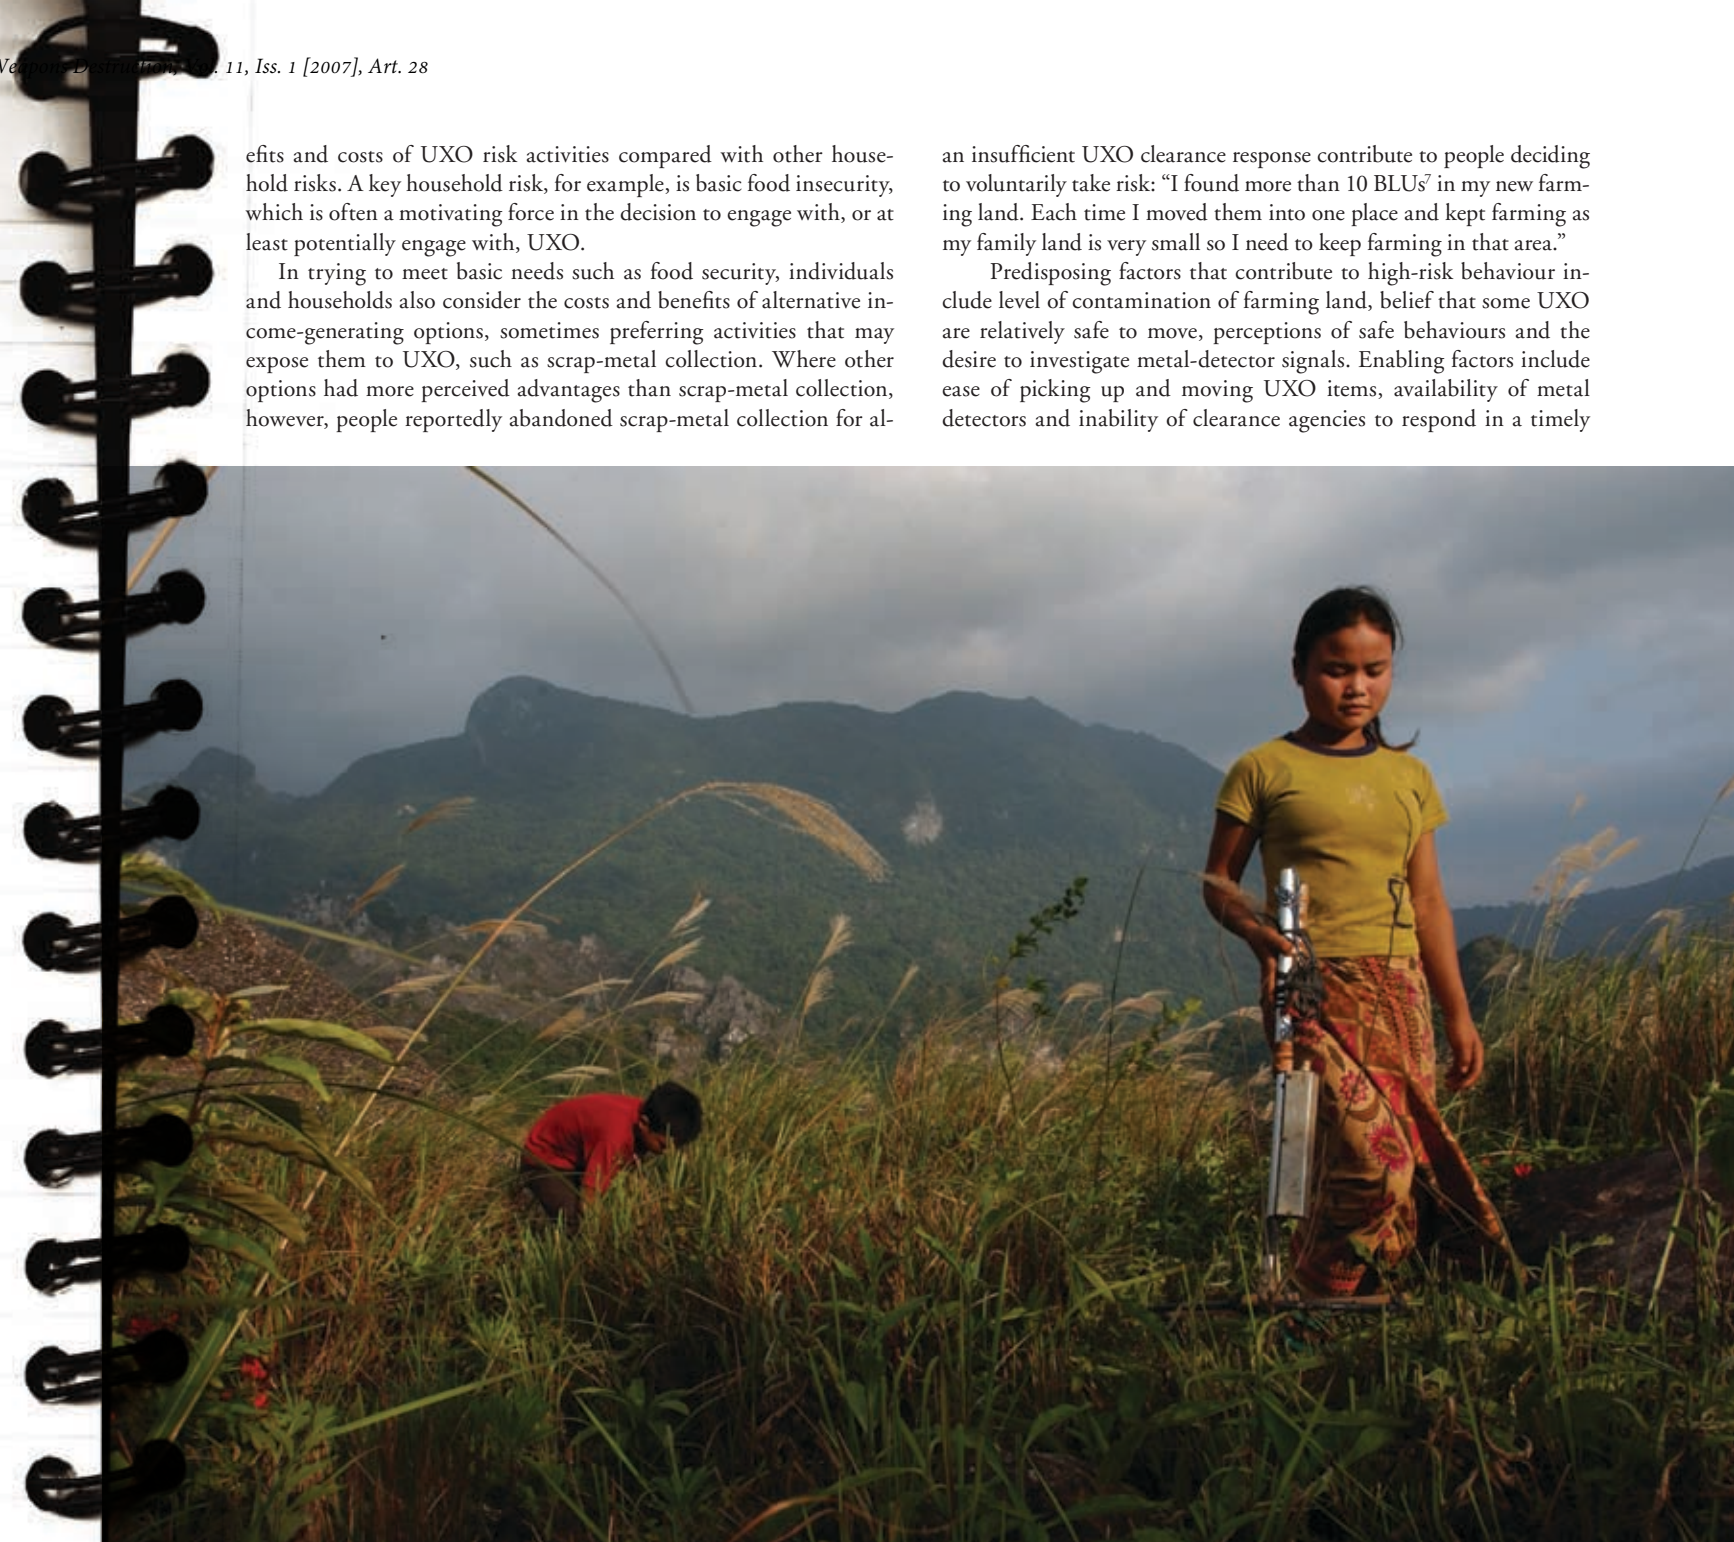 Weapons Destruction, Vol. 11, Iss. 1 [2007], Art. 28
efits and costs of UXO risk activities compared with other house-
hold risks. A key household risk, for example, is basic food insecurity,
which is often a motivating force in the decision to engage with, or at
least potentially engage with, UXO.
In trying to meet basic needs such as food security, individuals
and households also consider the costs and benefits of alternative in-
come-generating options, sometimes preferring activities that may
expose them to UXO, such as scrap-metal collection. Where other
options had more perceived advantages than scrap-metal collection,
however, people reportedly abandoned scrap-metal collection for al-
an insufficient UXO clearance response contribute to people deciding
to voluntarily take risk: “I found more than 10 BLUs⁷ in my new farm-
ing land. Each time I moved them into one place and kept farming as
my family land is very small so I need to keep farming in that area.”
Predisposing factors that contribute to high-risk behaviour in-
clude level of contamination of farming land, belief that some UXO
are relatively safe to move, perceptions of safe behaviours and the
desire to investigate metal-detector signals. Enabling factors include
ease of picking up and moving UXO items, availability of metal
detectors and inability of clearance agencies to respond in a timely